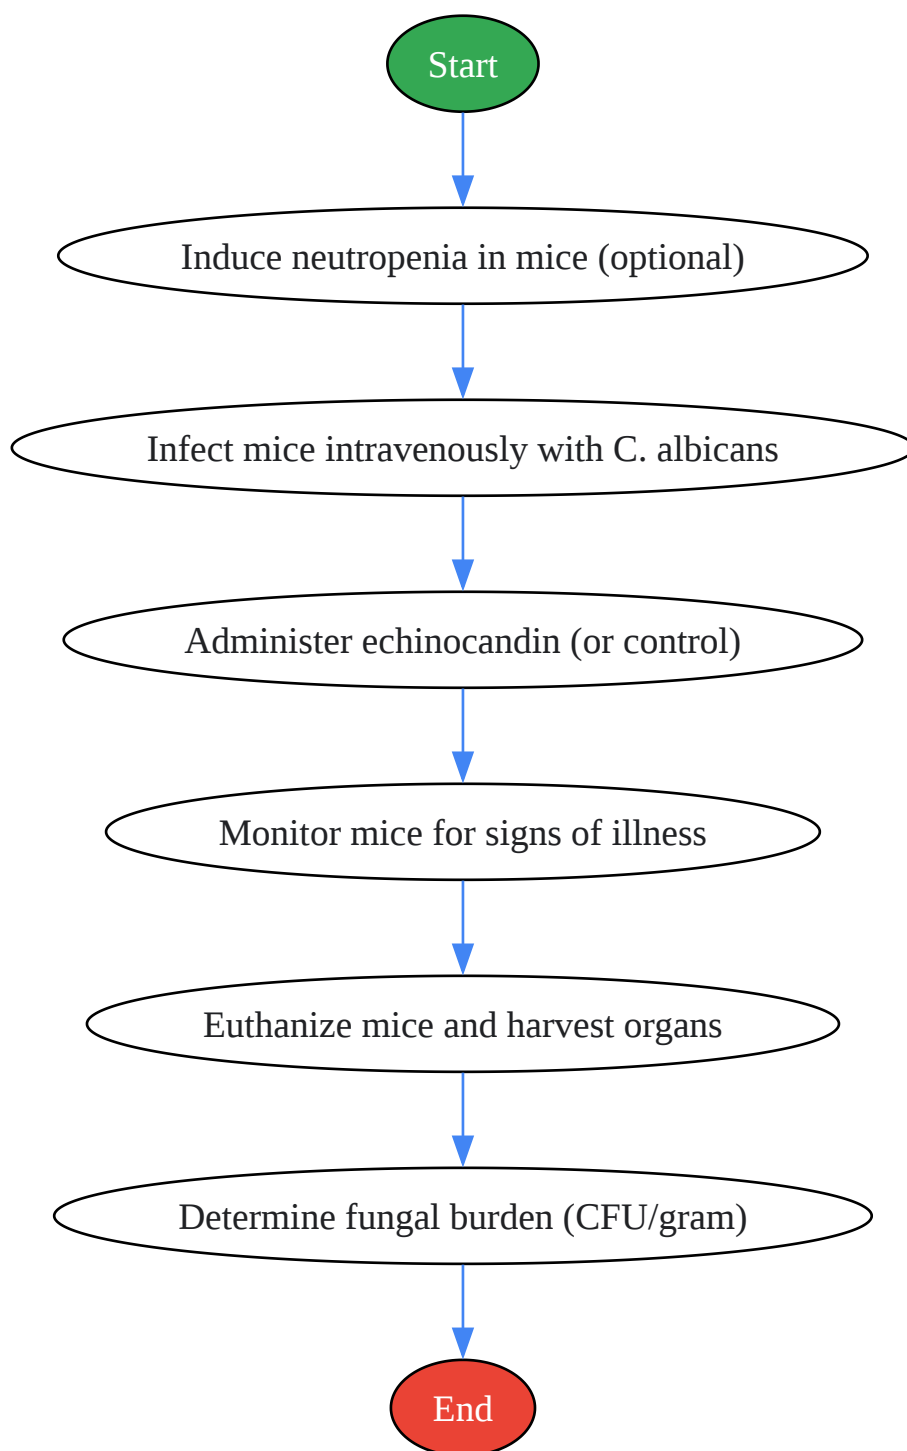 Start
Induce neutropenia in mice (optional)
Infect mice intravenously with C. albicans
Administer echinocandin (or control)
Monitor mice for signs of illness
Euthanize mice and harvest organs
Determine fungal burden (CFU/gram)
End